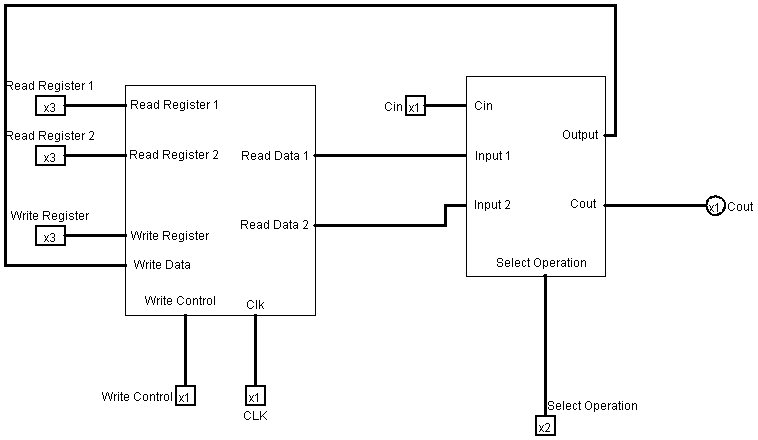 Read Register 1
x3
Read Register 1
Cin
x1
Cin
Output
Read Register 2
x3
Read Register 2
Read Data 1
Input 1
Input 2
Cout
x1
Cout
Write Register
x3
Write Register
Read Data 2
Write Data
Select Operation
Write Control
Clk
Write Control
x1
x1
CLK
Select Operation
x2